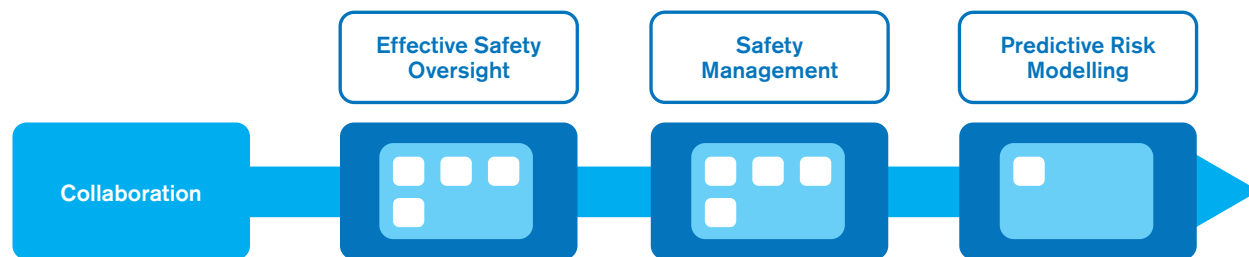 Effective Safety
Oversight
Safety
Management
Predictive Risk
Modelling
Collaboration